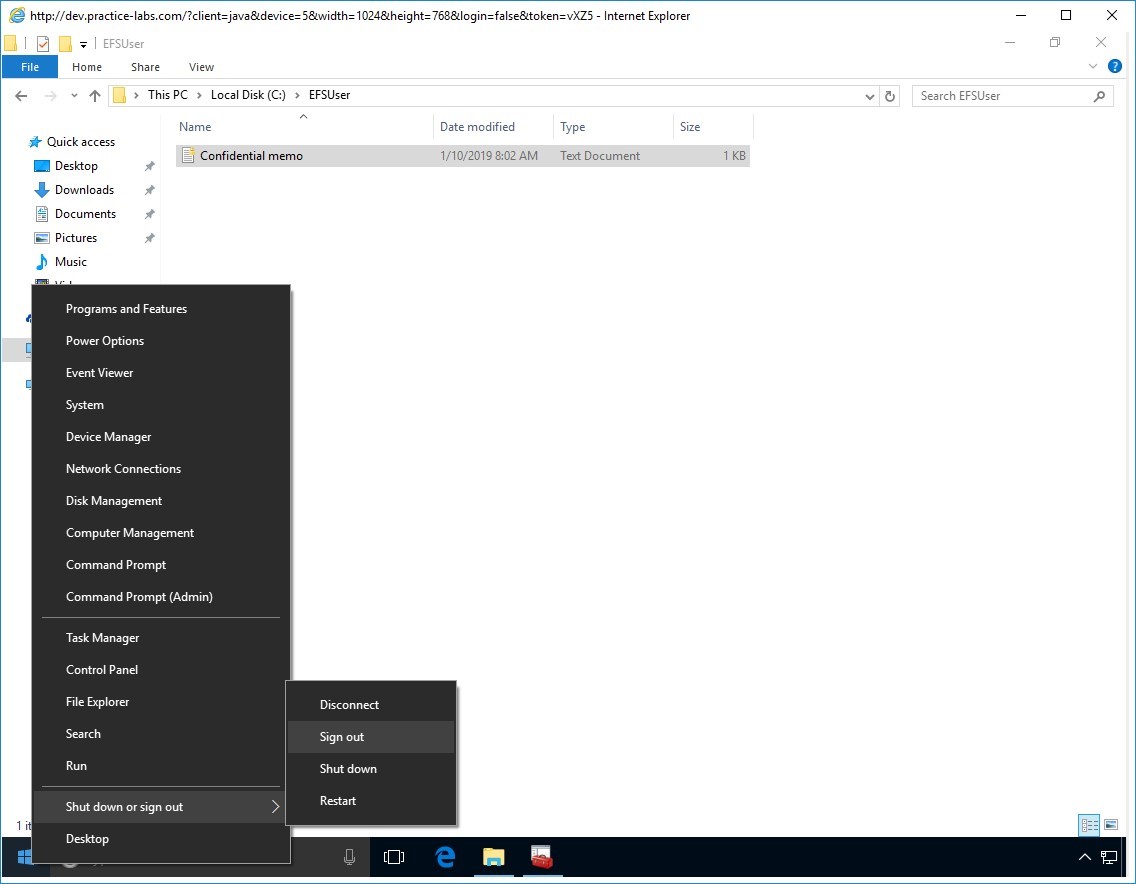 http://dev.practice-labs.com/?client=java&device=5&width=1024&height=768&login=false&token=vXZ5 - Internet Explorer
EFSUser
File Home Share View
This PC Local Disk (C:) EFSUser Search EFSUser
Name Date modified Type Size
Quick access
Confidential memo 1/10/2019 8:02 AM Text Document 1 KB
Desktop
Downloads
Documents
Pictures
Music
Programs and Features
Power Options
Event Viewer
System
Device Manager
Network Connections
Disk Management
Computer Management
Command Prompt
Command Prompt (Admin)
Task Manager
Control Panel
File Explorer
Search
Run
Shut down or sign out
Desktop
Disconnect
Sign out
Shut down
Restart